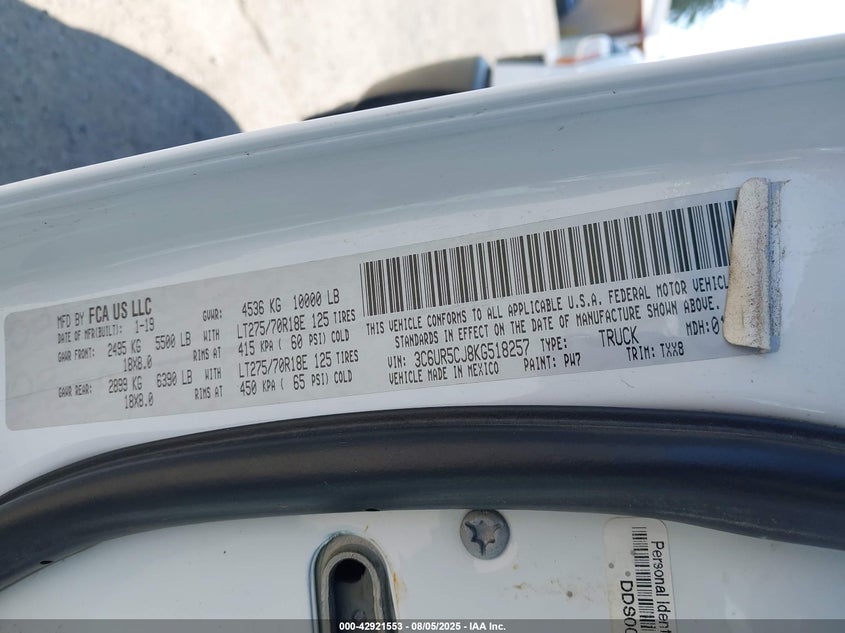 MFD BY FCA US LLC
DATE OF MFR(BUILT): 1-19
GVWR: 4536 KG 10000 LB
GAWR FRONT: 2495 KG 5500 LB WITH LT275/70R18E 125 TIRES
18X8.0 RIMS AT 415 KPA ( 60 PSI) COLD
GAWR REAR: 2899 KG 6390 LB WITH LT275/70R18E 125 TIRES
18X8.0 RIMS AT 450 KPA ( 65 PSI) COLD
THIS VEHICLE CONFORMS TO ALL APPLICABLE U.S.A. FEDERAL MOTOR VEHICL
STANDARDS IN EFFECT ON THE DATE OF MANUFACTURE SHOWN ABOVE.
VIN: 3C6UR5CJ8KG518257 TYPE: TRUCK MDH:0
VEHICLE MADE IN MEXICO PAINT: PW7 TRIM: TXX8
Personal Ident
DDS0
000-42921553 - 08/05/2025 - IAA Inc.